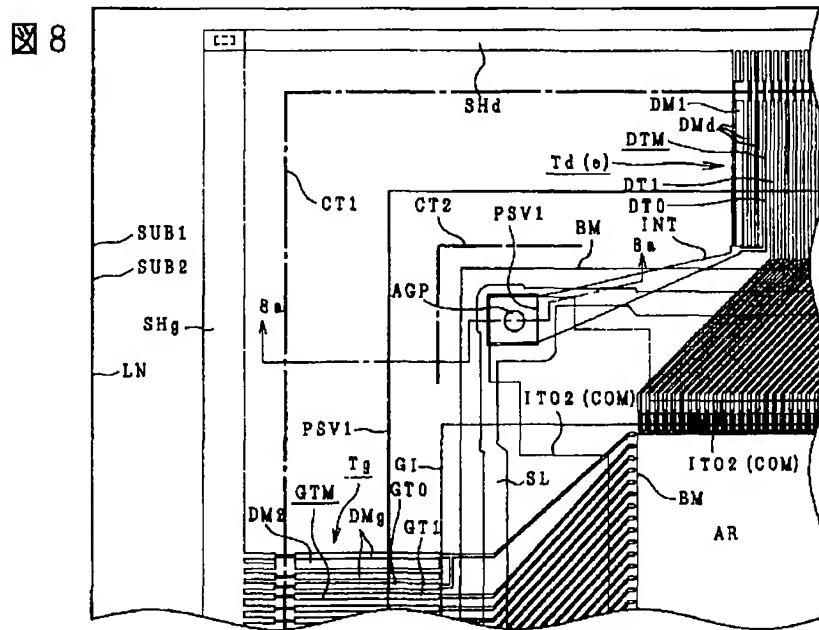 図8
SHd
DM1
DMd
DTM
Td (e)
DT1
DT0
CT1
CT2
PSV1
BM
INT
8a
SUB1
SUB2
AGP
SHg
8a
LN
ITO2 (COM)
PSV1
GI
SL
ITO2 (COM)
Tg
GTM
GT0
BM
DM2
DMg
GT1
AR